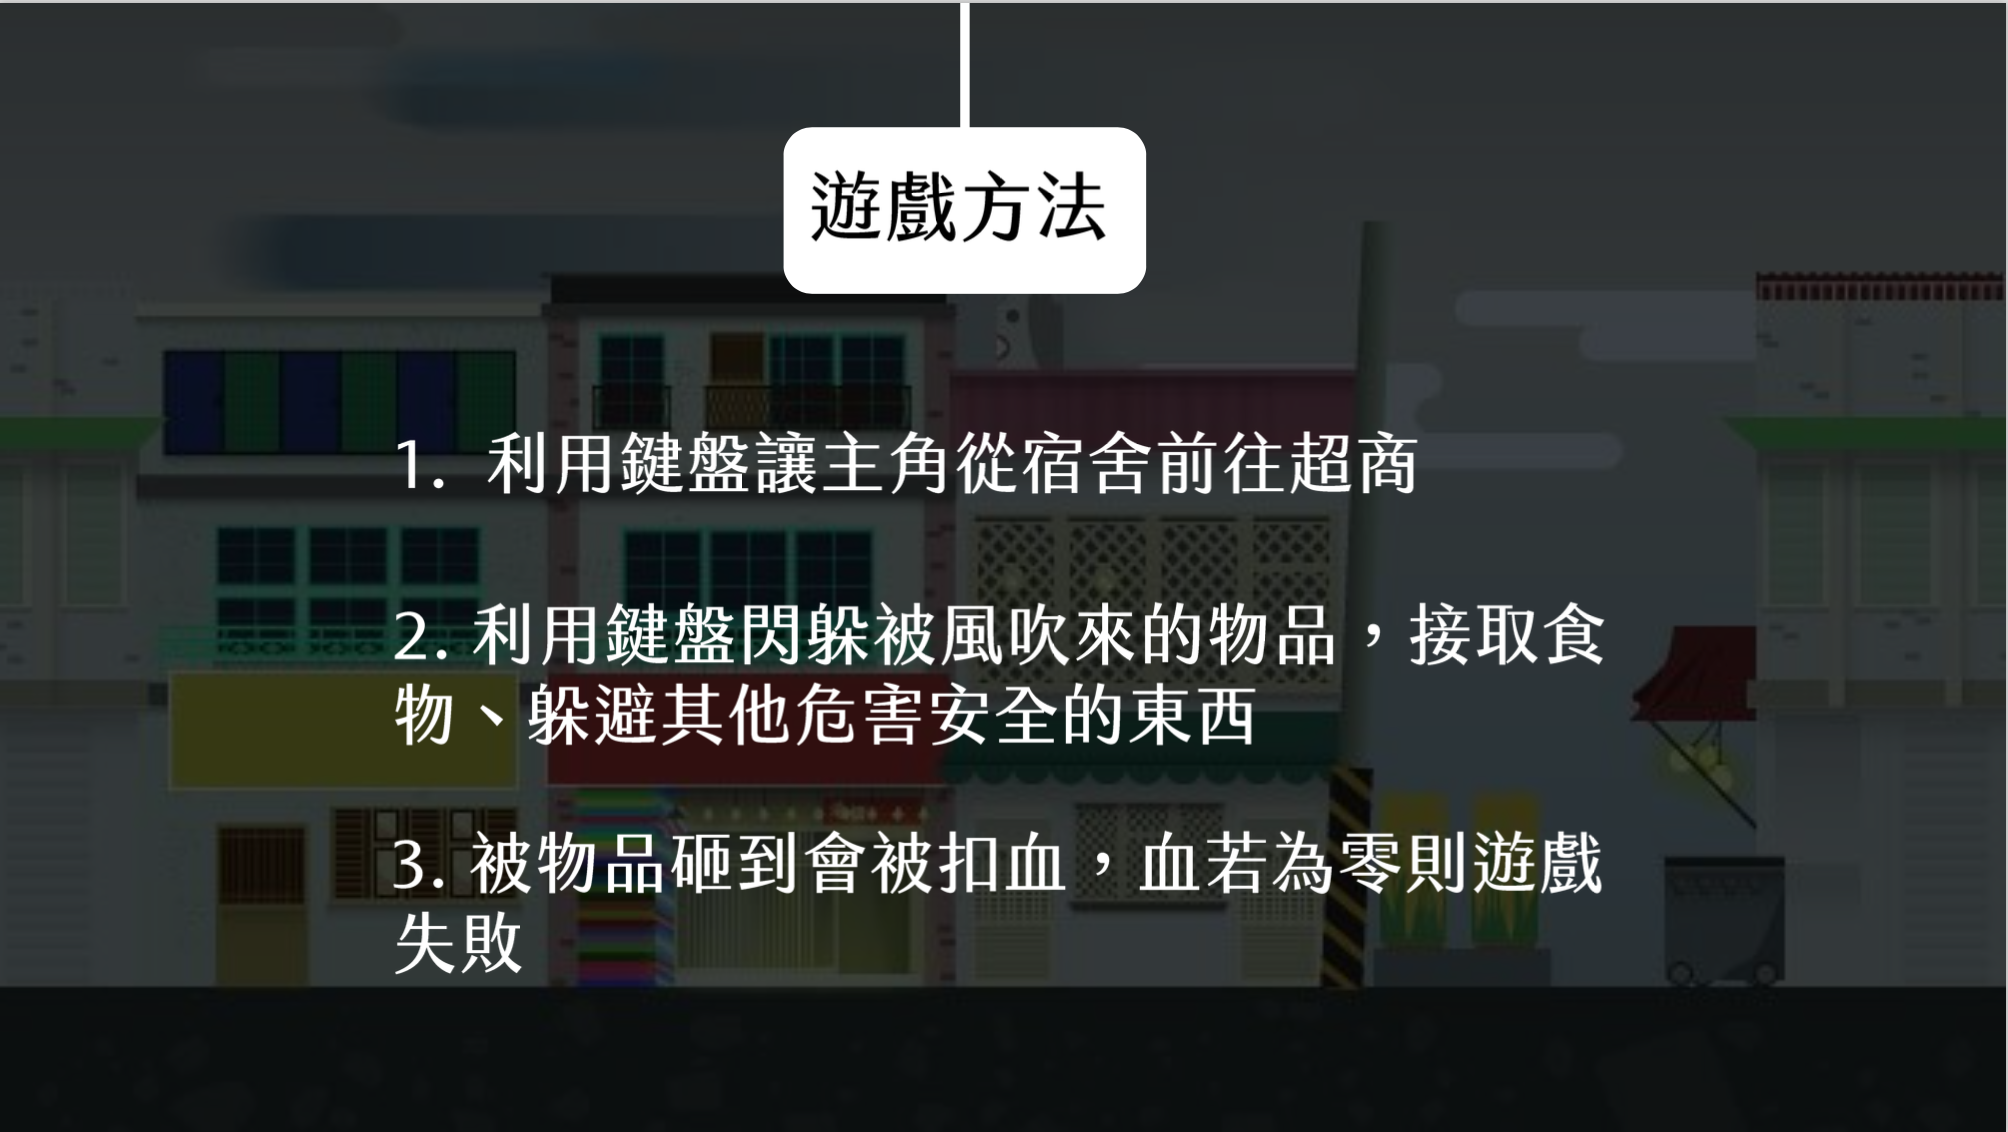 遊戲方法
1. 利用鍵盤讓主角從宿舍前往超商
2. 利用鍵盤閃躲被風吹來的物品，接取食
物、躲避其他危害安全的東西
3. 被物品砸到會被扣血，血若為零則遊戲
失敗